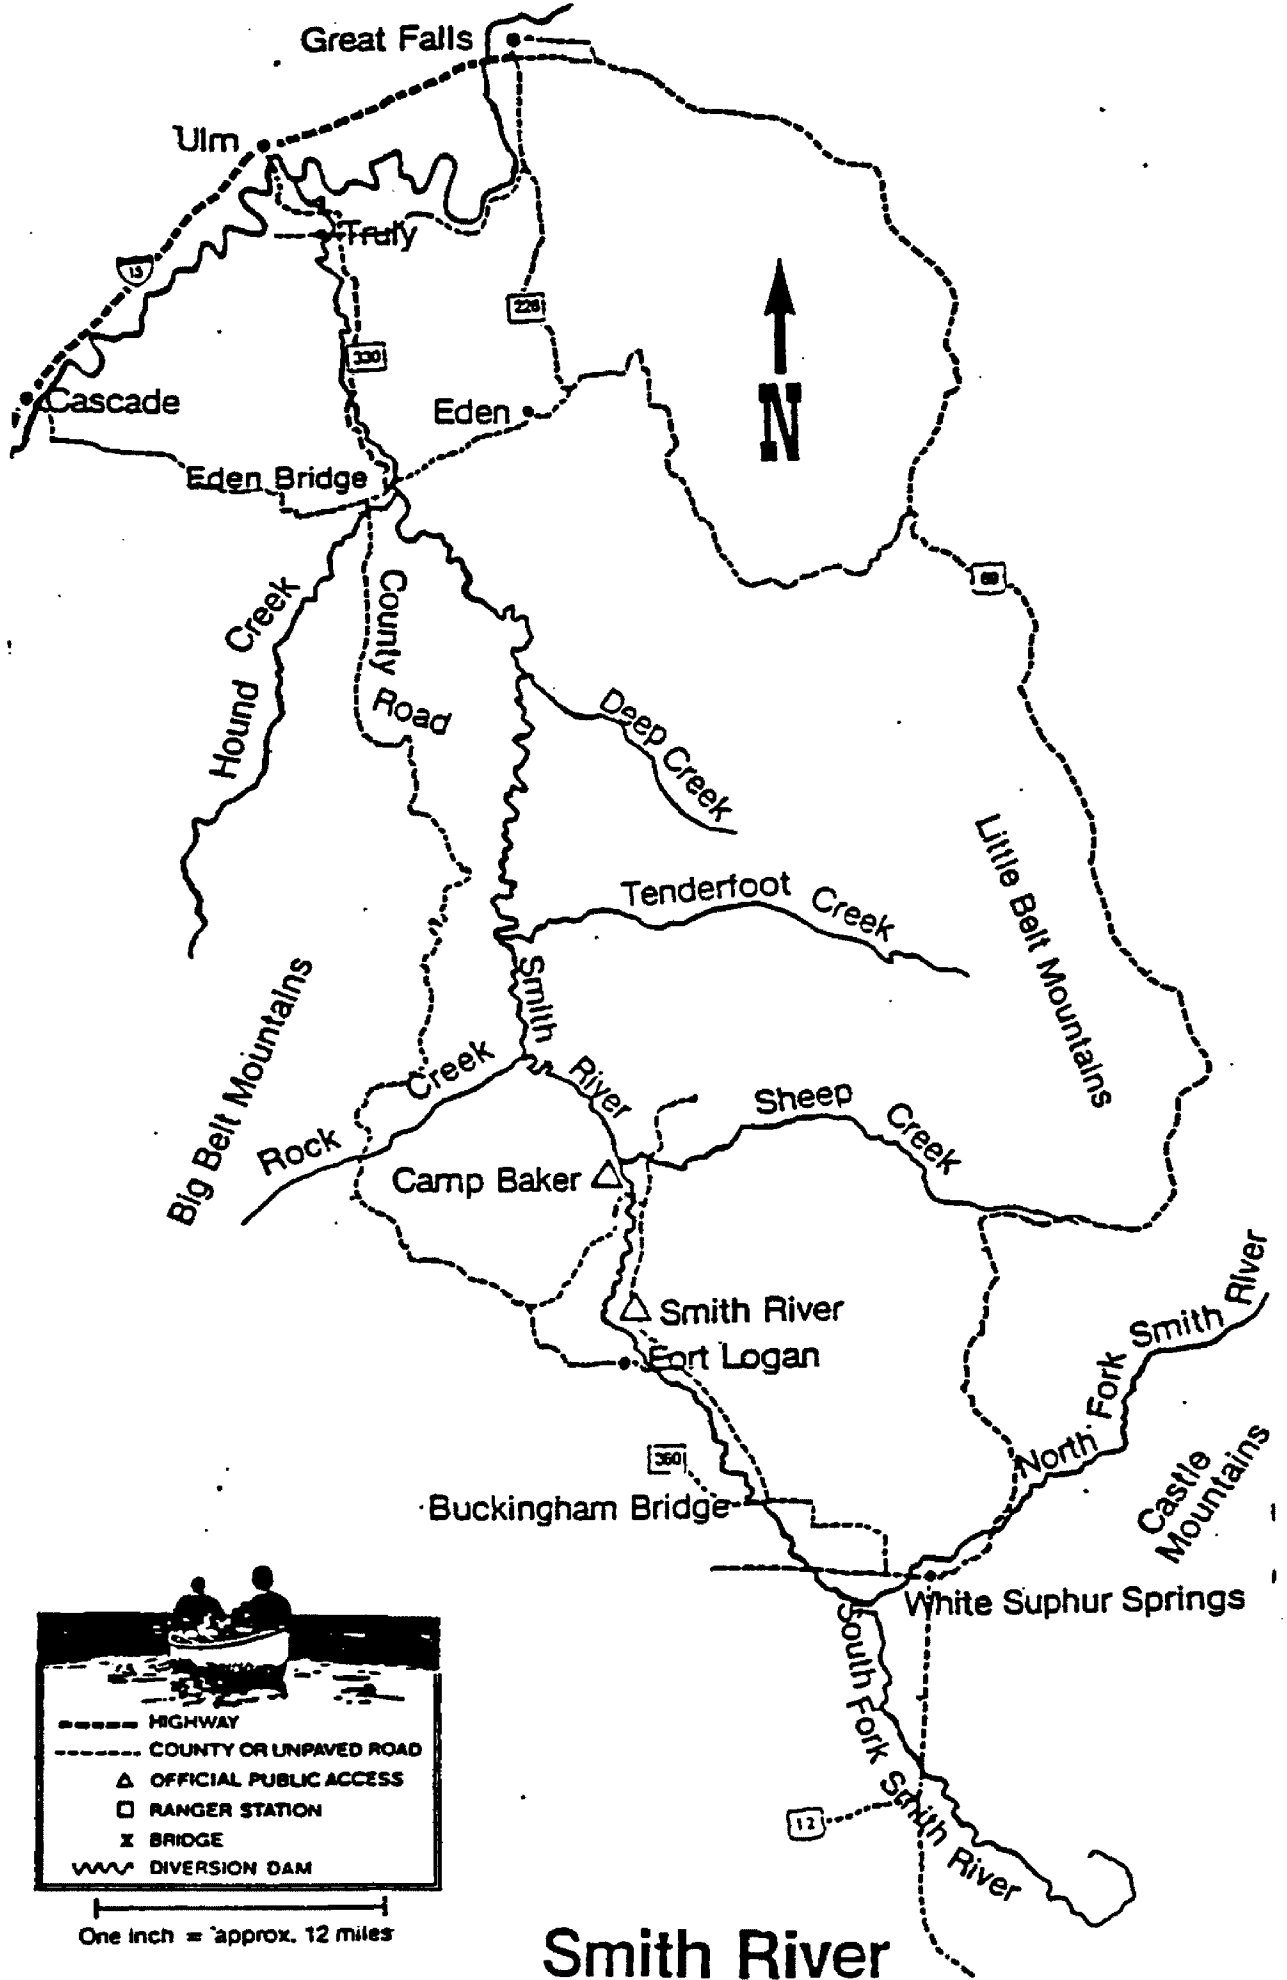 Great Falls
Ulm
Truly
15
228
330
Cascade
Eden
N
Eden Bridge
89
Hound Creek
County Road
Deep Creek
Little Belt Mountains
Tenderfoot Creek
Big Belt Mountains
Smith River
Rock Creek
Sheep Creek
Camp Baker
Smith River
Fort Logan
North Fork Smith River
Castle
Mountains
360
Buckingham Bridge
White Suphur Springs
South Fork Smith River
12
HIGHWAY
COUNTY OR UNPAVED ROAD
OFFICIAL PUBLIC ACCESS
RANGER STATION
BRIDGE
DIVERSION DAM
One inch = approx. 12 miles
Smith River